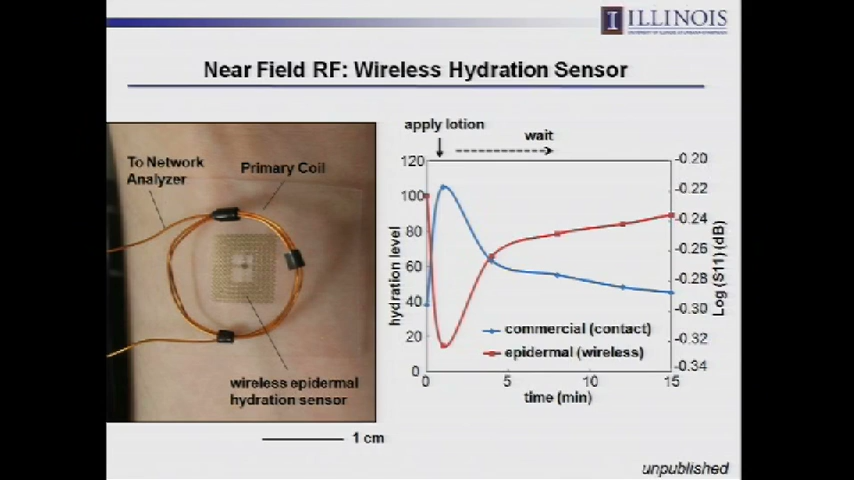 ILLINOIS
Near Field RF: Wireless Hydration Sensor
To Network
Analyzer
Primary Coil
wireless epidermal
hydration sensor
1 cm
apply lotion
wait
120
100
80
60
40
20
0
hydration level
-0.20
-0.22
-0.24
-0.26
-0.28
-0.30
-0.32
-0.34
Log (S11) (dB)
commercial (contact)
epidermal (wireless)
0
5
10
15
time (min)
unpublished